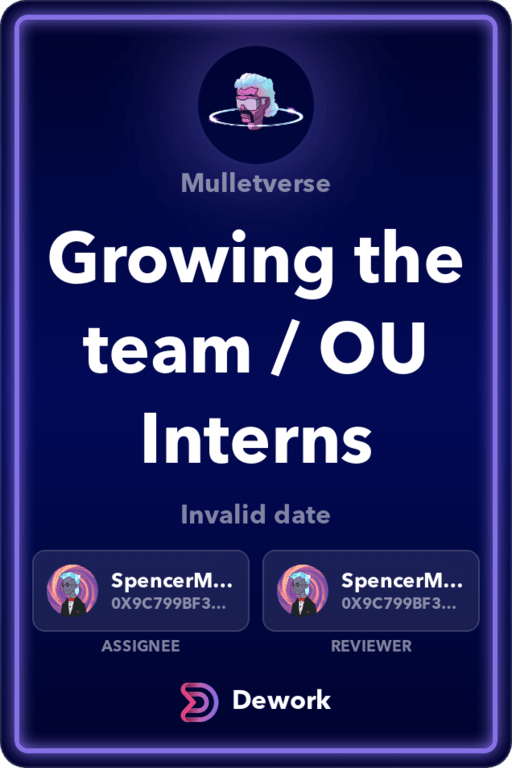 Mulletverse
Growing the
team / OU
Interns
Invalid date
SpencerM...
0X9C799BF3...
SpencerM...
0X9C799BF3...
ASSIGNEE
REVIEWER
Dework